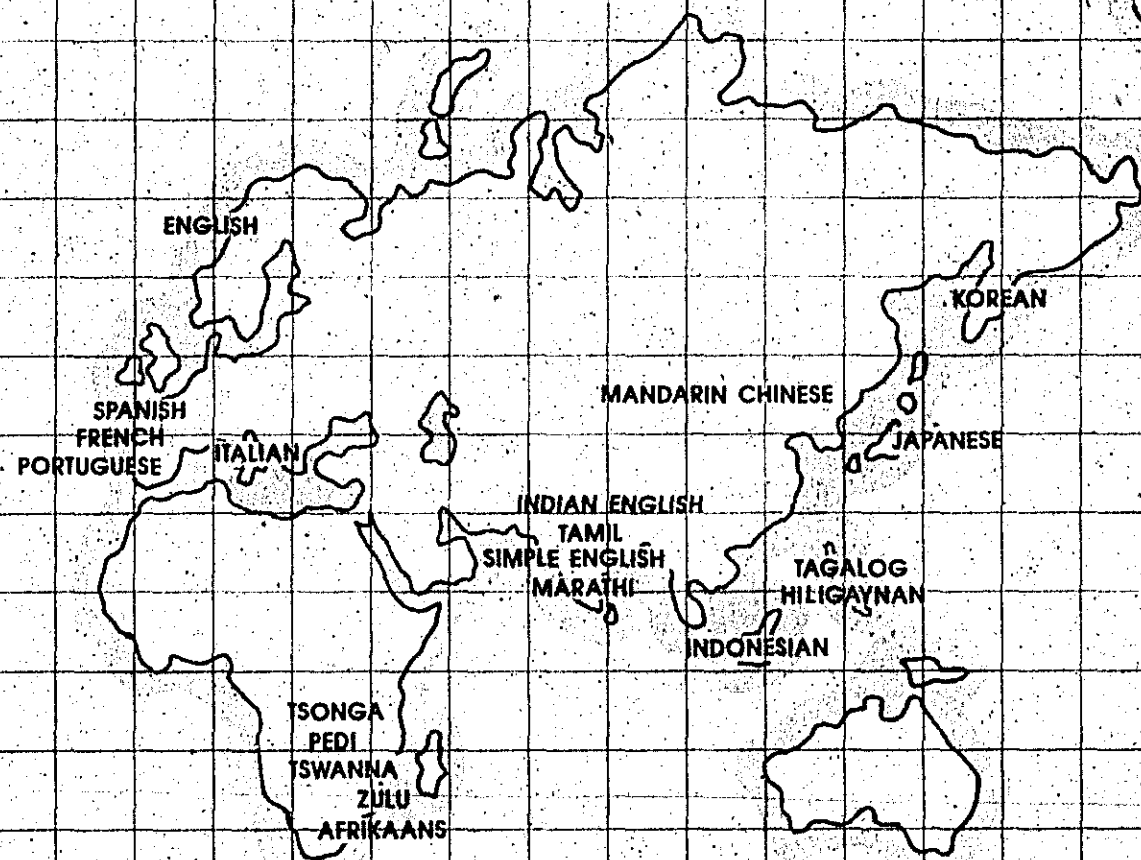 ENGLISH
KOREAN
SPANISH
FRENCH
PORTUGUESE
ITALIAN
MANDARIN CHINESE
JAPANESE
INDIAN ENGLISH
TAMIL
SIMPLE ENGLISH
MARATHI
TAGALOG
HILIGAYNAN
INDONESIAN
TSONGA
PEDI
TSWANNA
ZULU
AFRIKAANS